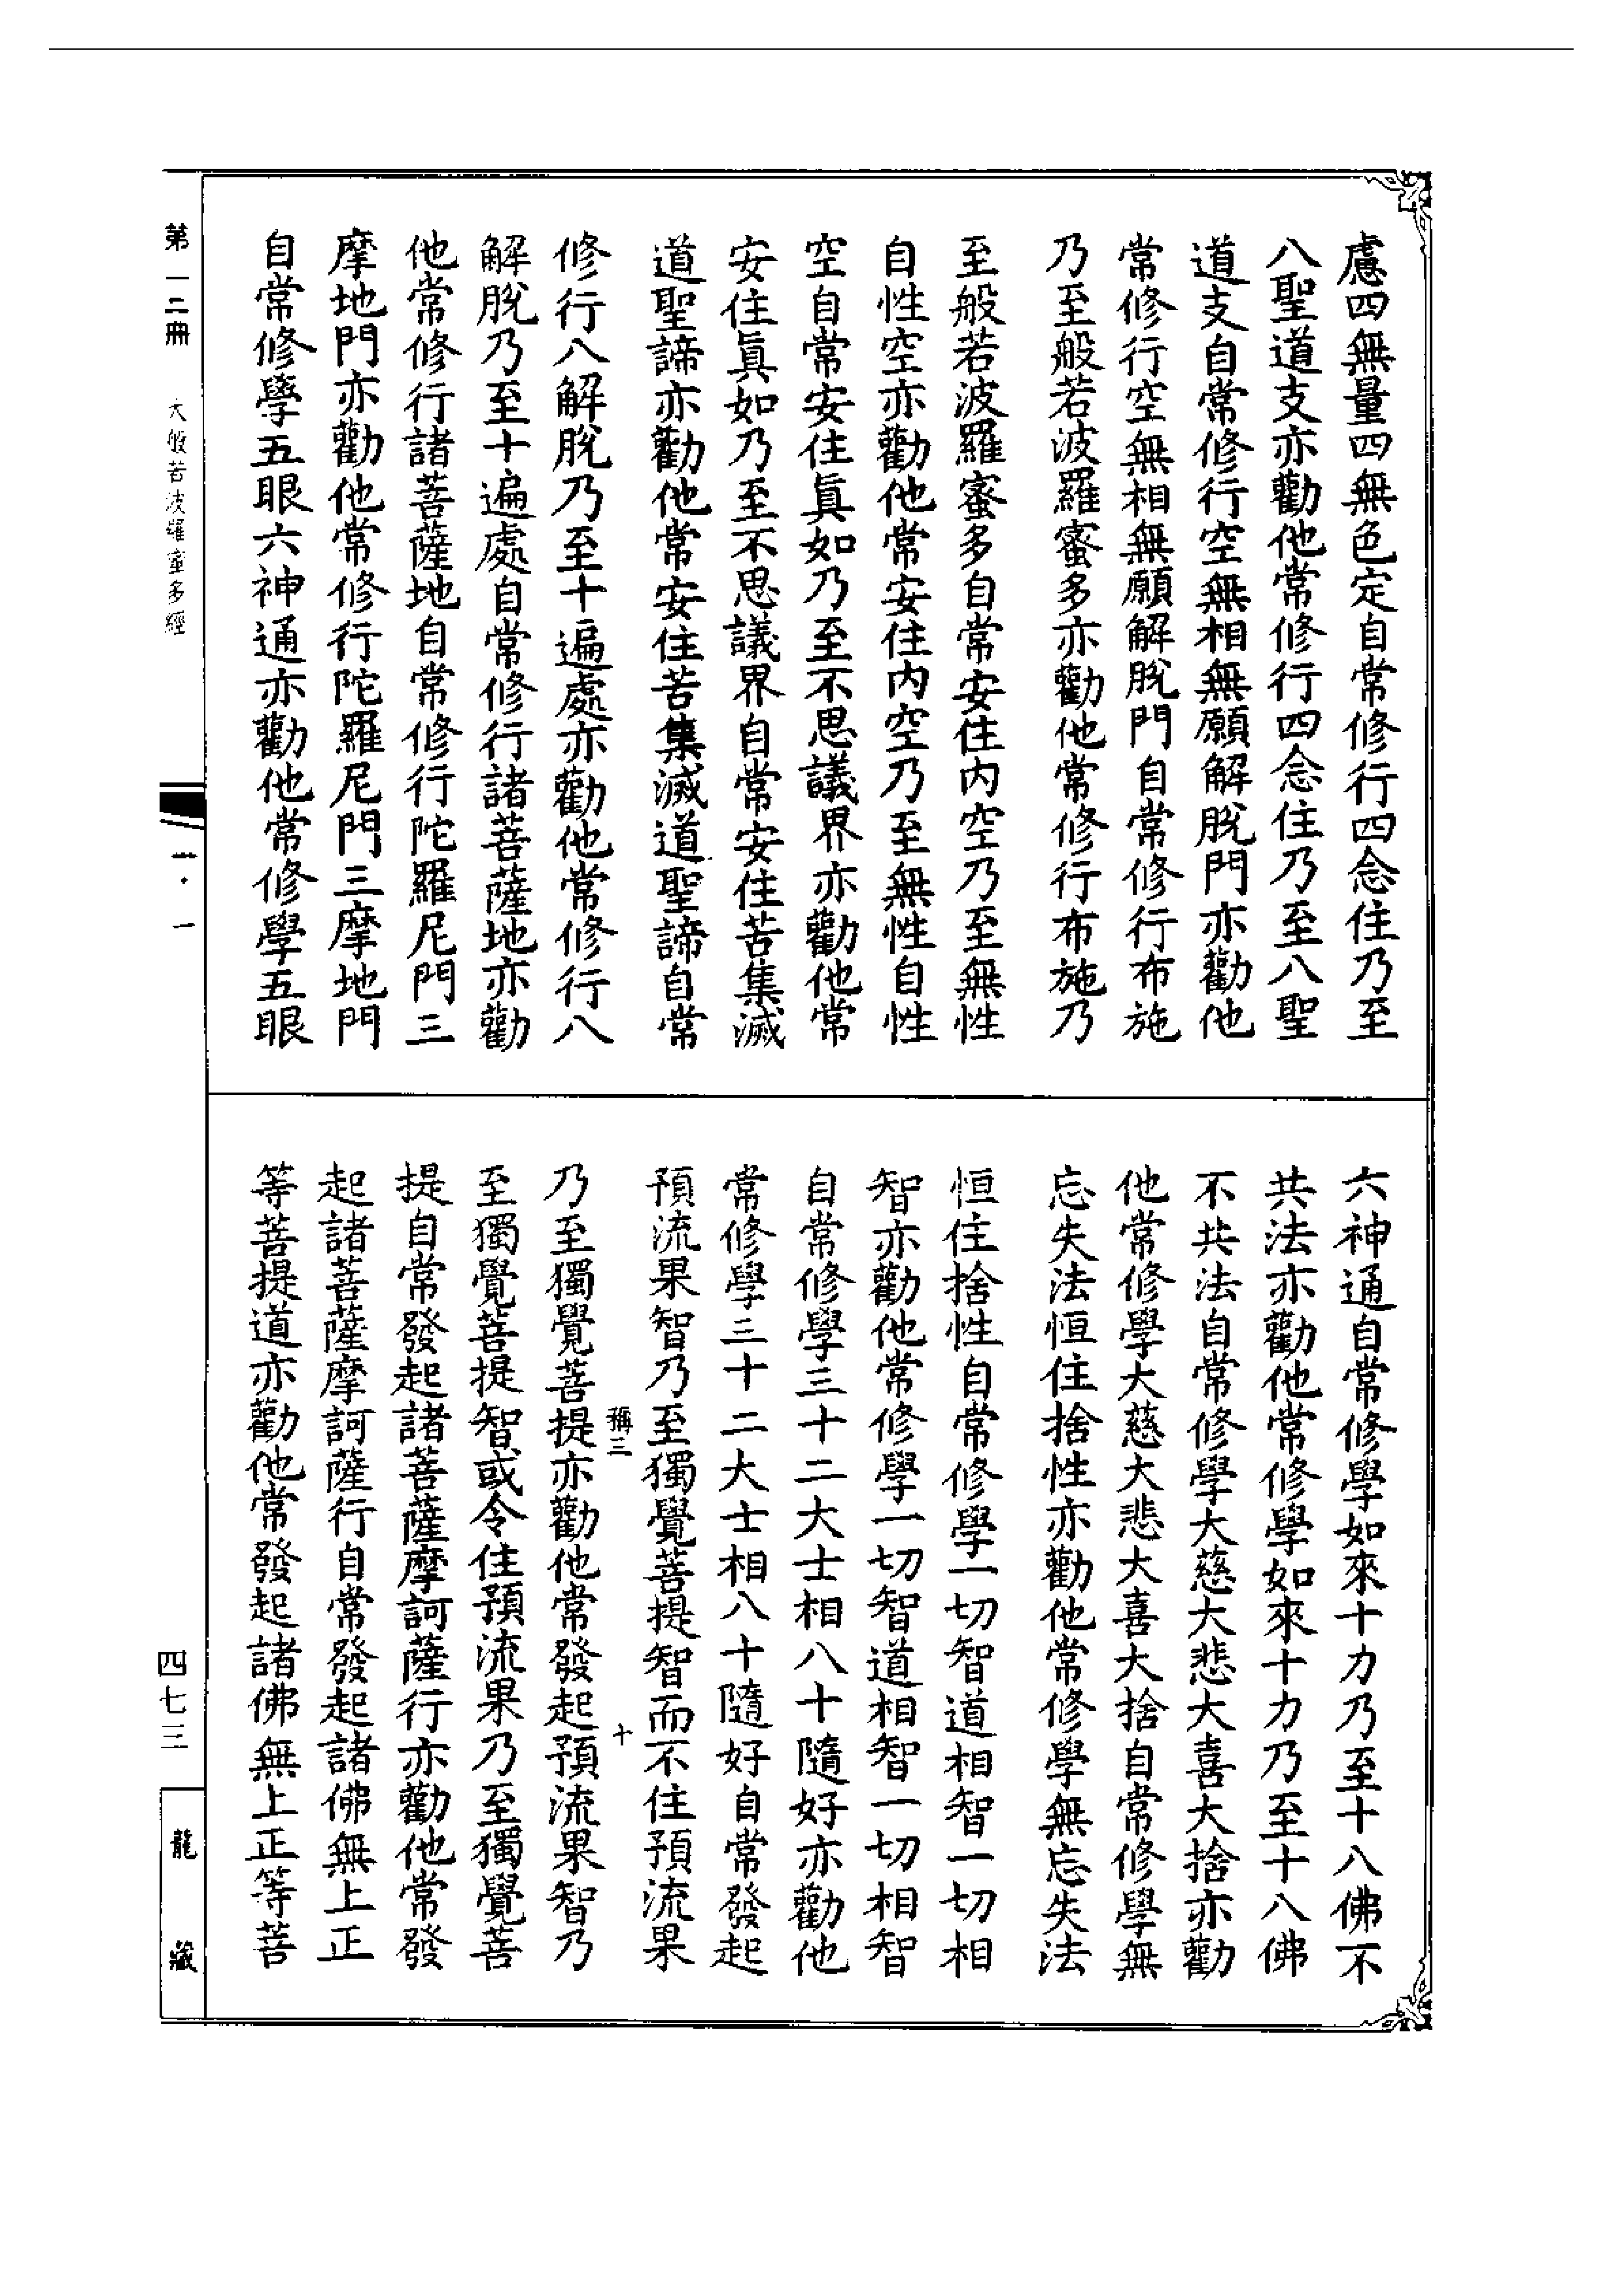 慮四無量四無色定自常修行四念住乃至
八聖道支亦勸他常修行四念住乃至八聖
道支自常修行空無相無願解脫門亦勸他
常修行空無相無願解脫門自常修行布施
乃至般若波羅蜜多亦勸他常修行布施乃
至般若波羅蜜多自常安住內空乃至無性
自性空亦勸他常安住內空乃至無性自性
空自常安住真如乃至不思議界亦勸他常
安住真如乃至不思議界自常安住苦集滅
道聖諦亦勸他常安住苦集滅道聖諦自常
修行八解脫乃至十遍處亦勸他常修行八
解脫乃至十遍處自常修行諸菩薩地亦勸
他常修行諸菩薩地自常修行陀羅尼門三
摩地門亦勸他常修行陀羅尼門三摩地門
自常修學五眼六神通亦勸他常修學五眼
六神通自常修學如來十力乃至十八佛不
共法亦勸他常修學如來十力乃至十八佛
不共法自常修學大慈大悲大喜大捨亦勸
他常修學大慈大悲大喜大捨自常修學無
忘失法恒住捨性亦勸他常修學無忘失法
恒住捨性自常修學一切智道相智一切相
智亦勸他常修學一切智道相智一切相智
自常修學三十二大士相八十隨好亦勸他
常修學三十二大士相八十隨好自常發起
預流果智乃至獨覺菩提智而不住預流果
稱三 十
乃至獨覺菩提亦勸他常發起預流果智乃
至獨覺菩提智或令住預流果乃至獨覺菩
提自常發起諸菩薩摩訶薩行亦勸他常發
起諸菩薩摩訶薩行自常發起諸佛無上正
等菩提道亦勸他常發起諸佛無上正等菩
第一二冊 大般若波羅蜜多經
一
四七三
龍藏